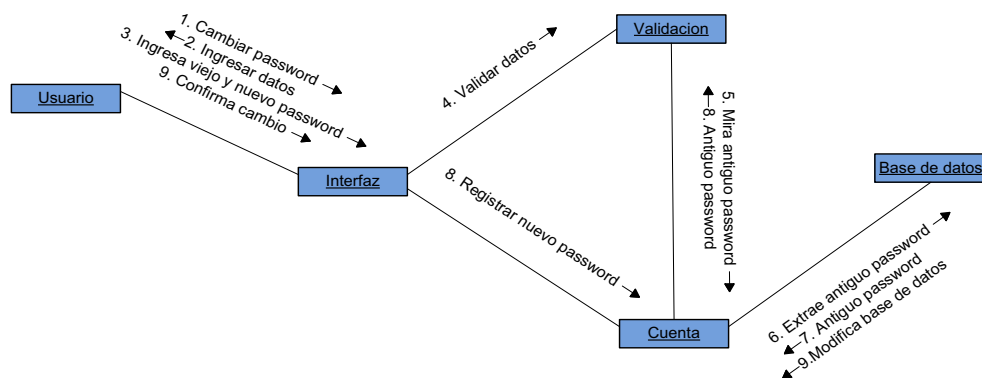 1. Cambiar password
2. Ingresar datos
3. Ingresa viejo y nuevo password
9. Confirma cambio
Usuario
Interfaz
4. Validar datos
Validacion
5. Mira antiguo password
8. Antiguo password
8. Registrar nuevo password
Cuenta
Base de datos
6. Extrae antiguo password
7. Antiguo password
9.Modifica base de datos